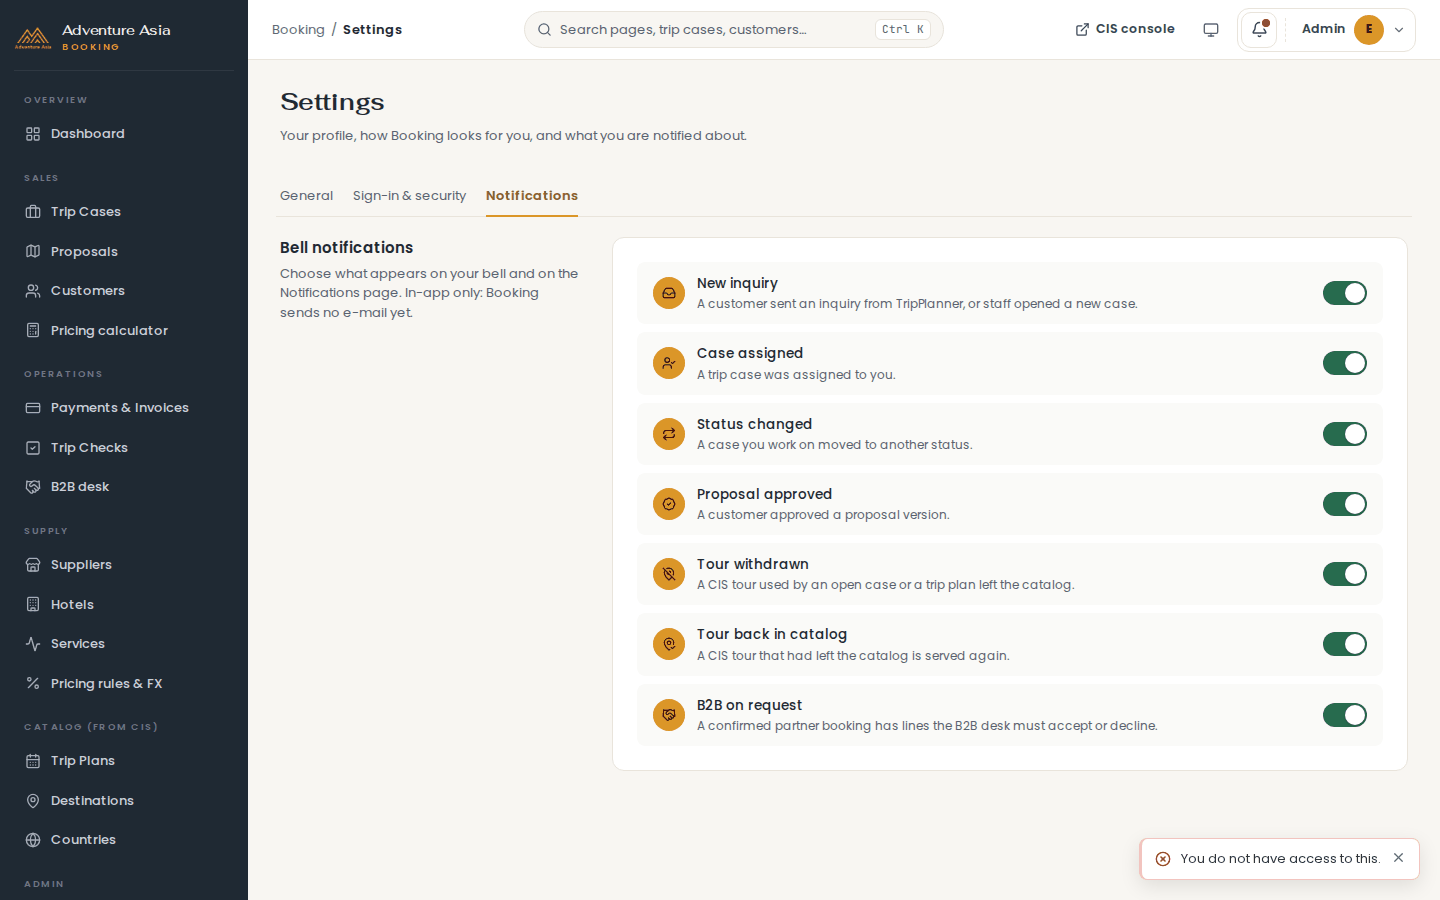 Adventure Asia
BOOKING
Adventure Asia
OVERVIEW
Dashboard
SALES
Trip Cases
Proposals
Customers
Pricing calculator
OPERATIONS
Payments & Invoices
Trip Checks
B2B desk
SUPPLY
Suppliers
Hotels
Services
Pricing rules & FX
CATALOG (FROM CIS)
Trip Plans
Destinations
Countries
ADMIN
Booking / Settings
Search pages, trip cases, customers...
Ctrl K
CIS console
Admin
E
Settings
Your profile, how Booking looks for you, and what you are notified about.
General
Sign-in & security
Notifications
Bell notifications
Choose what appears on your bell and on the
Notifications page. In-app only: Booking
sends no e-mail yet.
New inquiry
A customer sent an inquiry from TripPlanner, or staff opened a new case.
Case assigned
A trip case was assigned to you.
Status changed
A case you work on moved to another status.
Proposal approved
A customer approved a proposal version.
Tour withdrawn
A CIS tour used by an open case or a trip plan left the catalog.
Tour back in catalog
A CIS tour that had left the catalog is served again.
B2B on request
A confirmed partner booking has lines the B2B desk must accept or decline.
You do not have access to this.